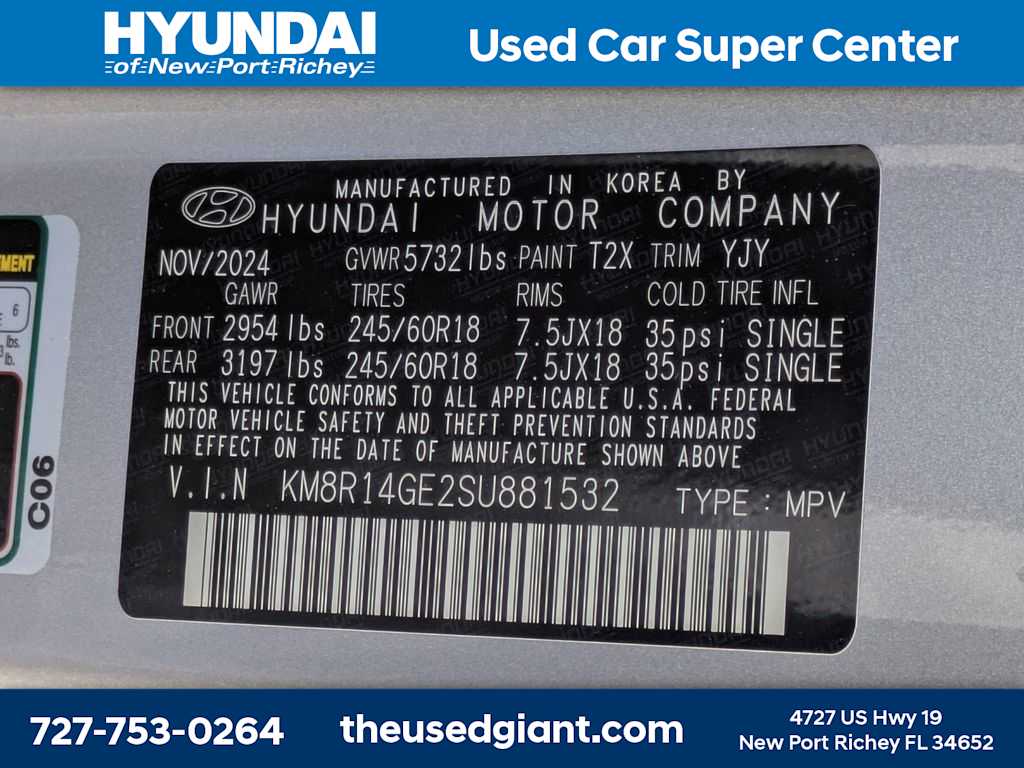 HYUNDAI
of New Port Richey
Used Car Super Center
MANUFACTURED IN KOREA BY
HYUNDAI MOTOR COMPANY
NOV/2024 GVWR 5732 lbs PAINT T2X TRIM YJY
GAWR TIRES RIMS COLD TIRE INFL
FRONT 2954 lbs 245/60R18 7.5JX18 35psi SINGLE
REAR 3197 lbs 245/60R18 7.5JX18 35psi SINGLE
THIS VEHICLE CONFORMS TO ALL APPLICABLE U.S.A. FEDERAL
MOTOR VEHICLE SAFETY AND THEFT PREVENTION STANDARDS
IN EFFECT ON THE DATE OF MANUFACTURE SHOWN ABOVE
V.I.N KM8R14GE2SU881532 TYPE : MPV
6
lbs.
lb.
C06
727-753-0264
theusedgiant.com
4727 US Hwy 19
New Port Richey FL 34652